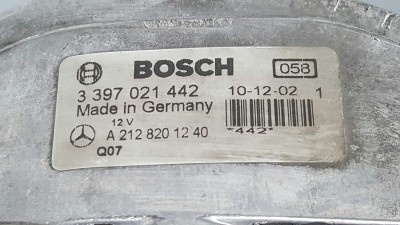 BOSCH 058
3 397 021 442 10-12-02 1
Made in Germany
12 V *442*
A 212 820 12 40
Q07